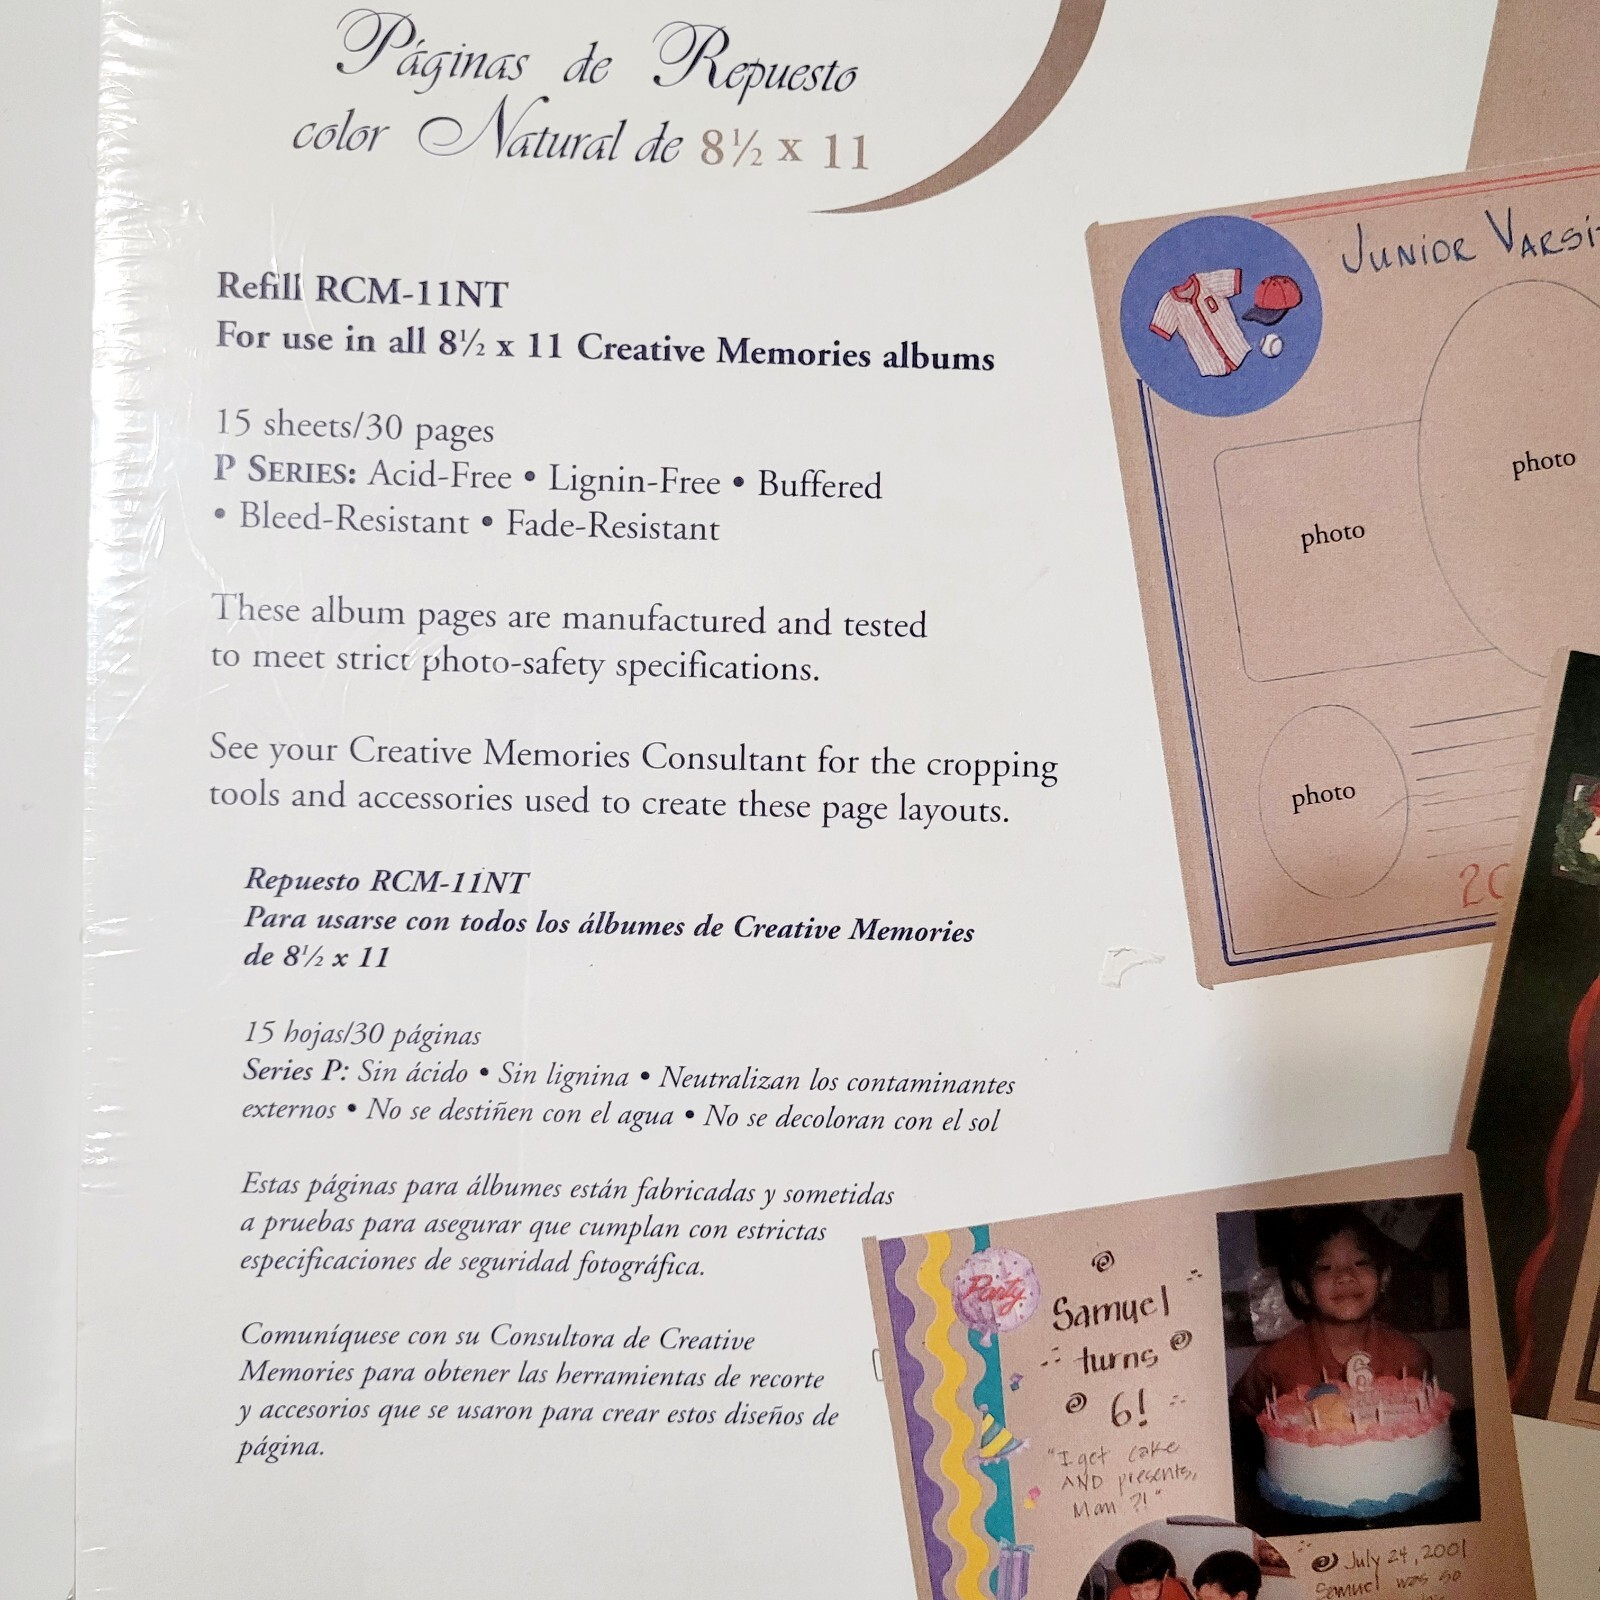 Páginas de Repuesto
color Natural de 8½ x 11
Refill RCM-11NT
For use in all 8½ x 11 Creative Memories albums
15 sheets/30 pages
P SERIES: Acid-Free • Lignin-Free • Buffered
• Bleed-Resistant • Fade-Resistant
These album pages are manufactured and tested
to meet strict photo-safety specifications.
See your Creative Memories Consultant for the cropping
tools and accessories used to create these page layouts.
Repuesto RCM-11NT
Para usarse con todos los álbumes de Creative Memories
de 8½ x 11
15 hojas/30 páginas
Series P: Sin ácido • Sin lignina • Neutralizan los contaminantes
externos • No se destiñen con el agua • No se decoloran con el sol
Estas páginas para álbumes están fabricadas y sometidas
a pruebas para asegurar que cumplan con estrictas
especificaciones de seguridad fotográfica.
Comuníquese con su Consultora de Creative
Memories para obtener las herramientas de recorte
y accesorios que se usaron para crear estos diseños de
página.
JUNIOR VARSI
photo
photo
photo
20
Party
Samuel
turns
6!
"I get cake
AND presents,
Mom ?!"
6
July 24, 2001
Samuel was so